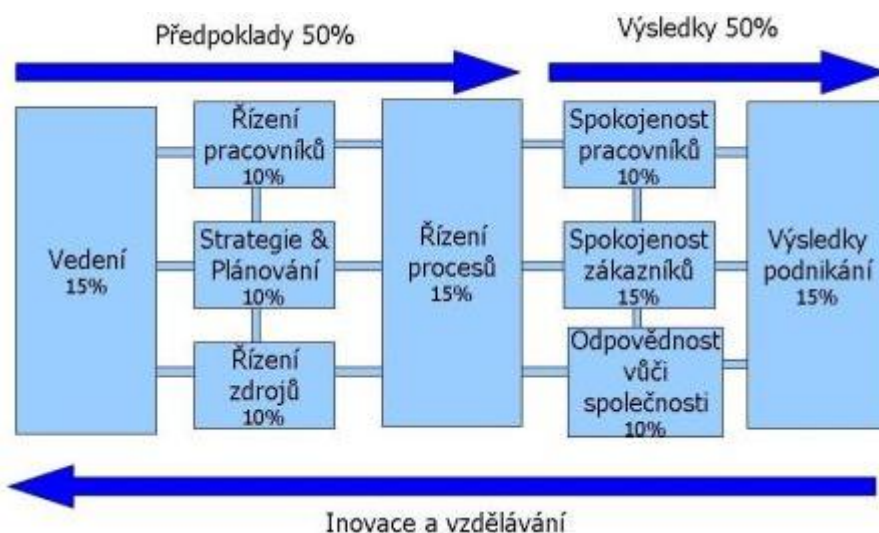 Předpoklady 50%
Výsledky 50%
Vedení
15%
Řízení
pracovníků
10%
Strategie &
Plánování
10%
Řízení
zdrojů
10%
Řízení
procesů
15%
Spokojenost
pracovníků
10%
Spokojenost
zákazníků
15%
Odpovědnost
vůči
společnosti
10%
Výsledky
podnikání
15%
Inovace a vzdělávání